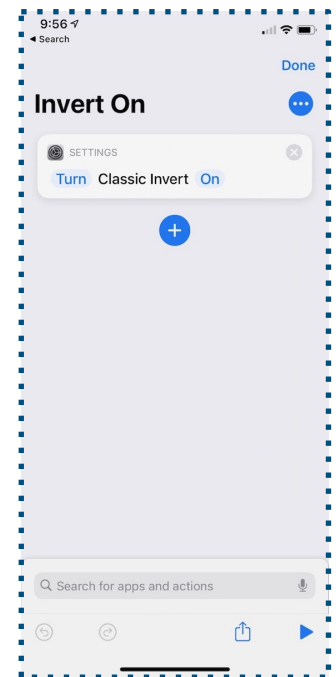 9:56
◀ Search
Done
Invert On
SETTINGS
Turn Classic Invert On
Search for apps and actions